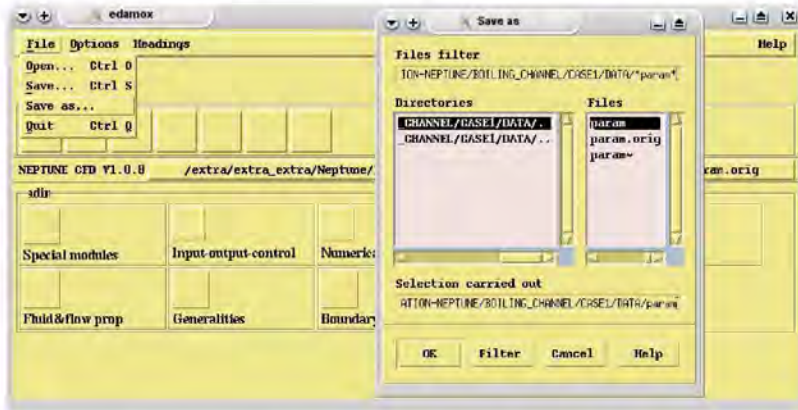 edamox
File Options Headings
Help
Open... Ctrl O
Save... Ctrl S
Save as...
Quit Ctrl Q
NEPTUNE CFD V1.0.8 /extra/extra_extra/Neptune/
ram.orig
adin
Special modules Input-output-control Numerica
Fluid&flow prop Generalities Boundary
Save as
Files filter
ION-NEPTUNE/BOILING_CHANNEL/CASE1/DATA/*param*
Directories Files
_CHANNEL/CASE1/DATA/.
_CHANNEL/CASE1/DATA/..
param
param.orig
param~
Selection carried out
ATION-NEPTUNE/BOILING_CHANNEL/CASE1/DATA/param
OK Filter Cancel Help